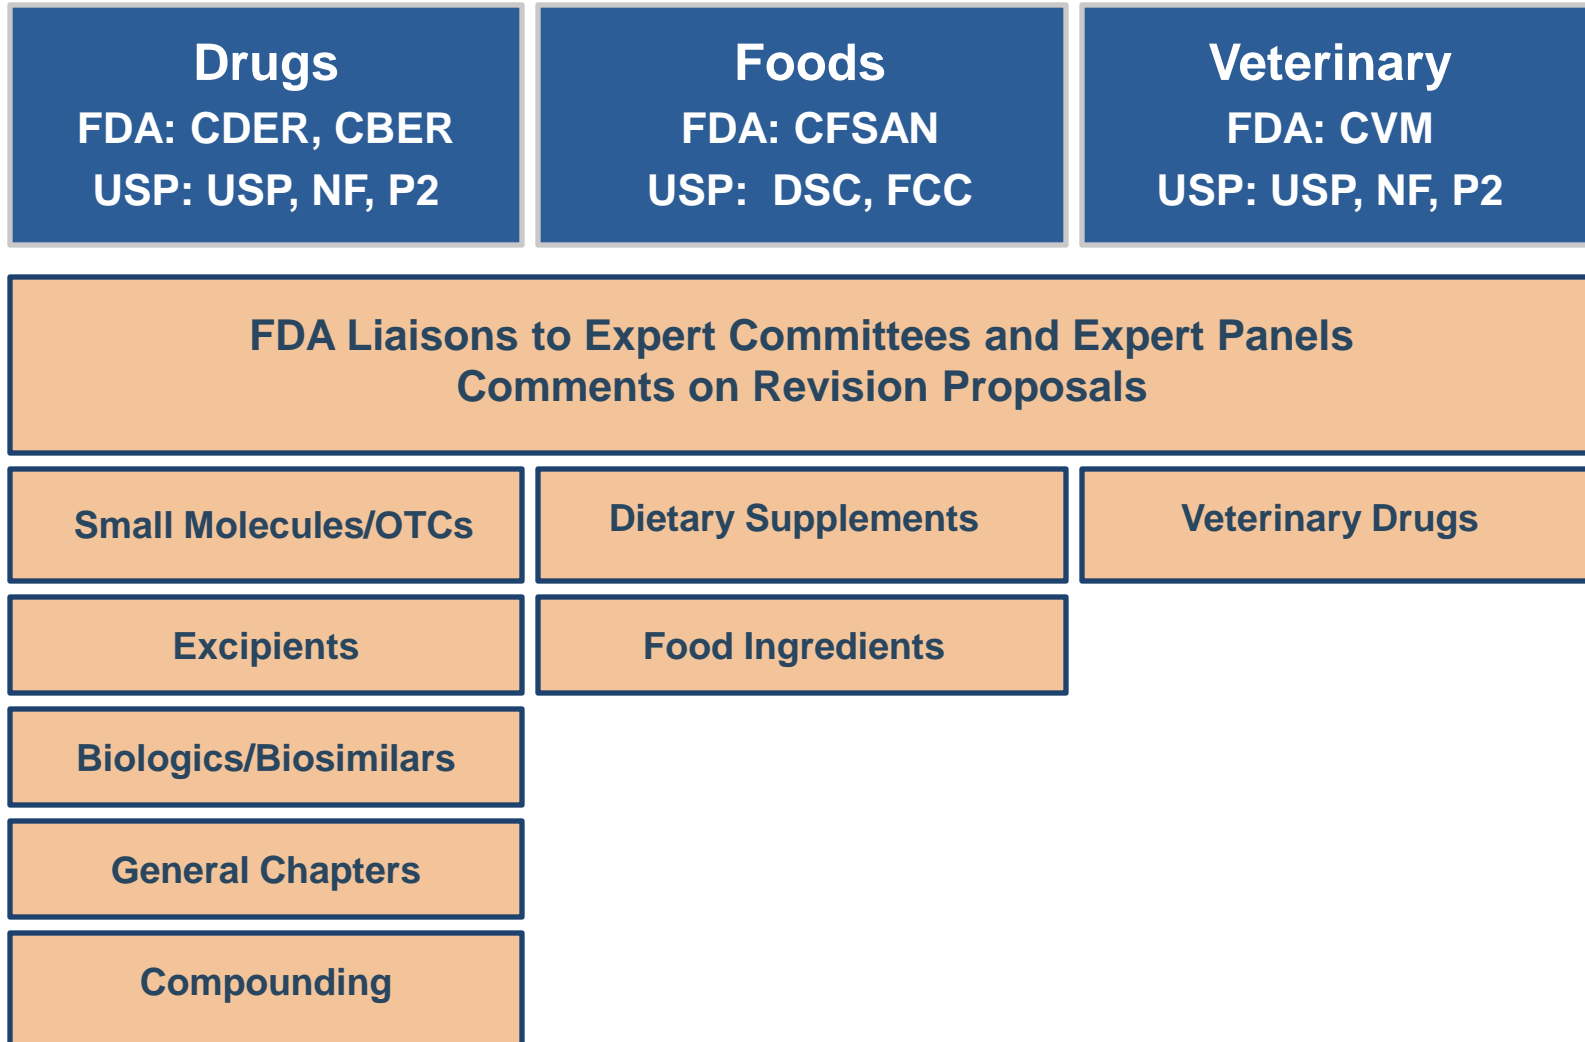 Drugs
FDA: CDER, CBER
USP: USP, NF, P2
Foods
FDA: CFSAN
USP:  DSC, FCC
Veterinary
FDA: CVM
USP: USP, NF, P2
FDA Liaisons to Expert Committees and Expert Panels
Comments on Revision Proposals
Small Molecules/OTCs
Dietary Supplements
Veterinary Drugs
Excipients
Food Ingredients
Biologics/Biosimilars
General Chapters
Compounding